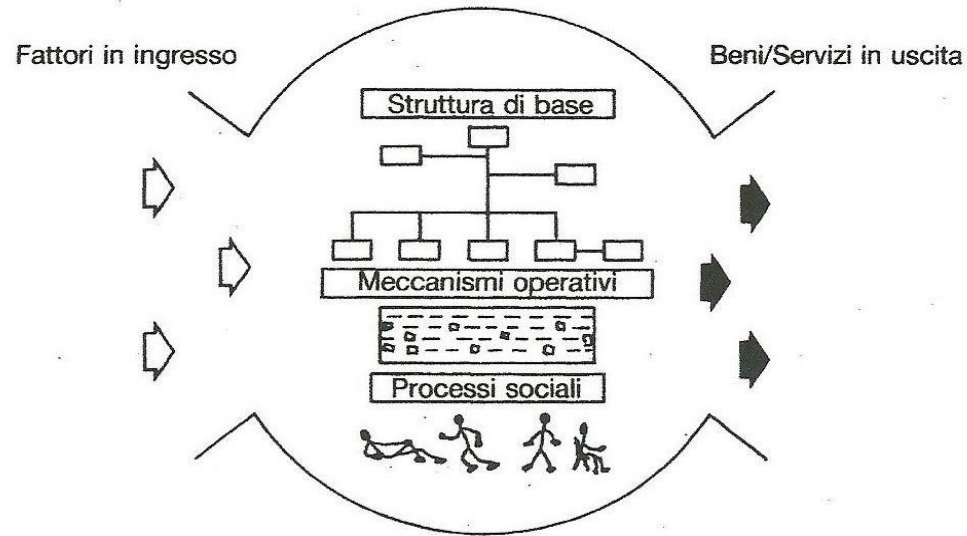 Fattori in ingresso
Beni/Servizi in uscita
Struttura di base
Meccanismi operativi
Processi sociali